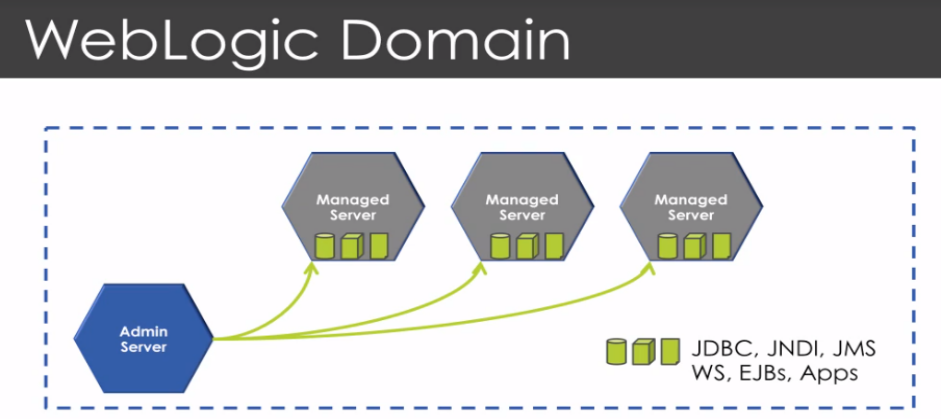 WebLogic Domain
Managed
Server
Managed
Server
Managed
Server
Admin
Server
JDBC, JNDI, JMS
WS, EJBs, Apps